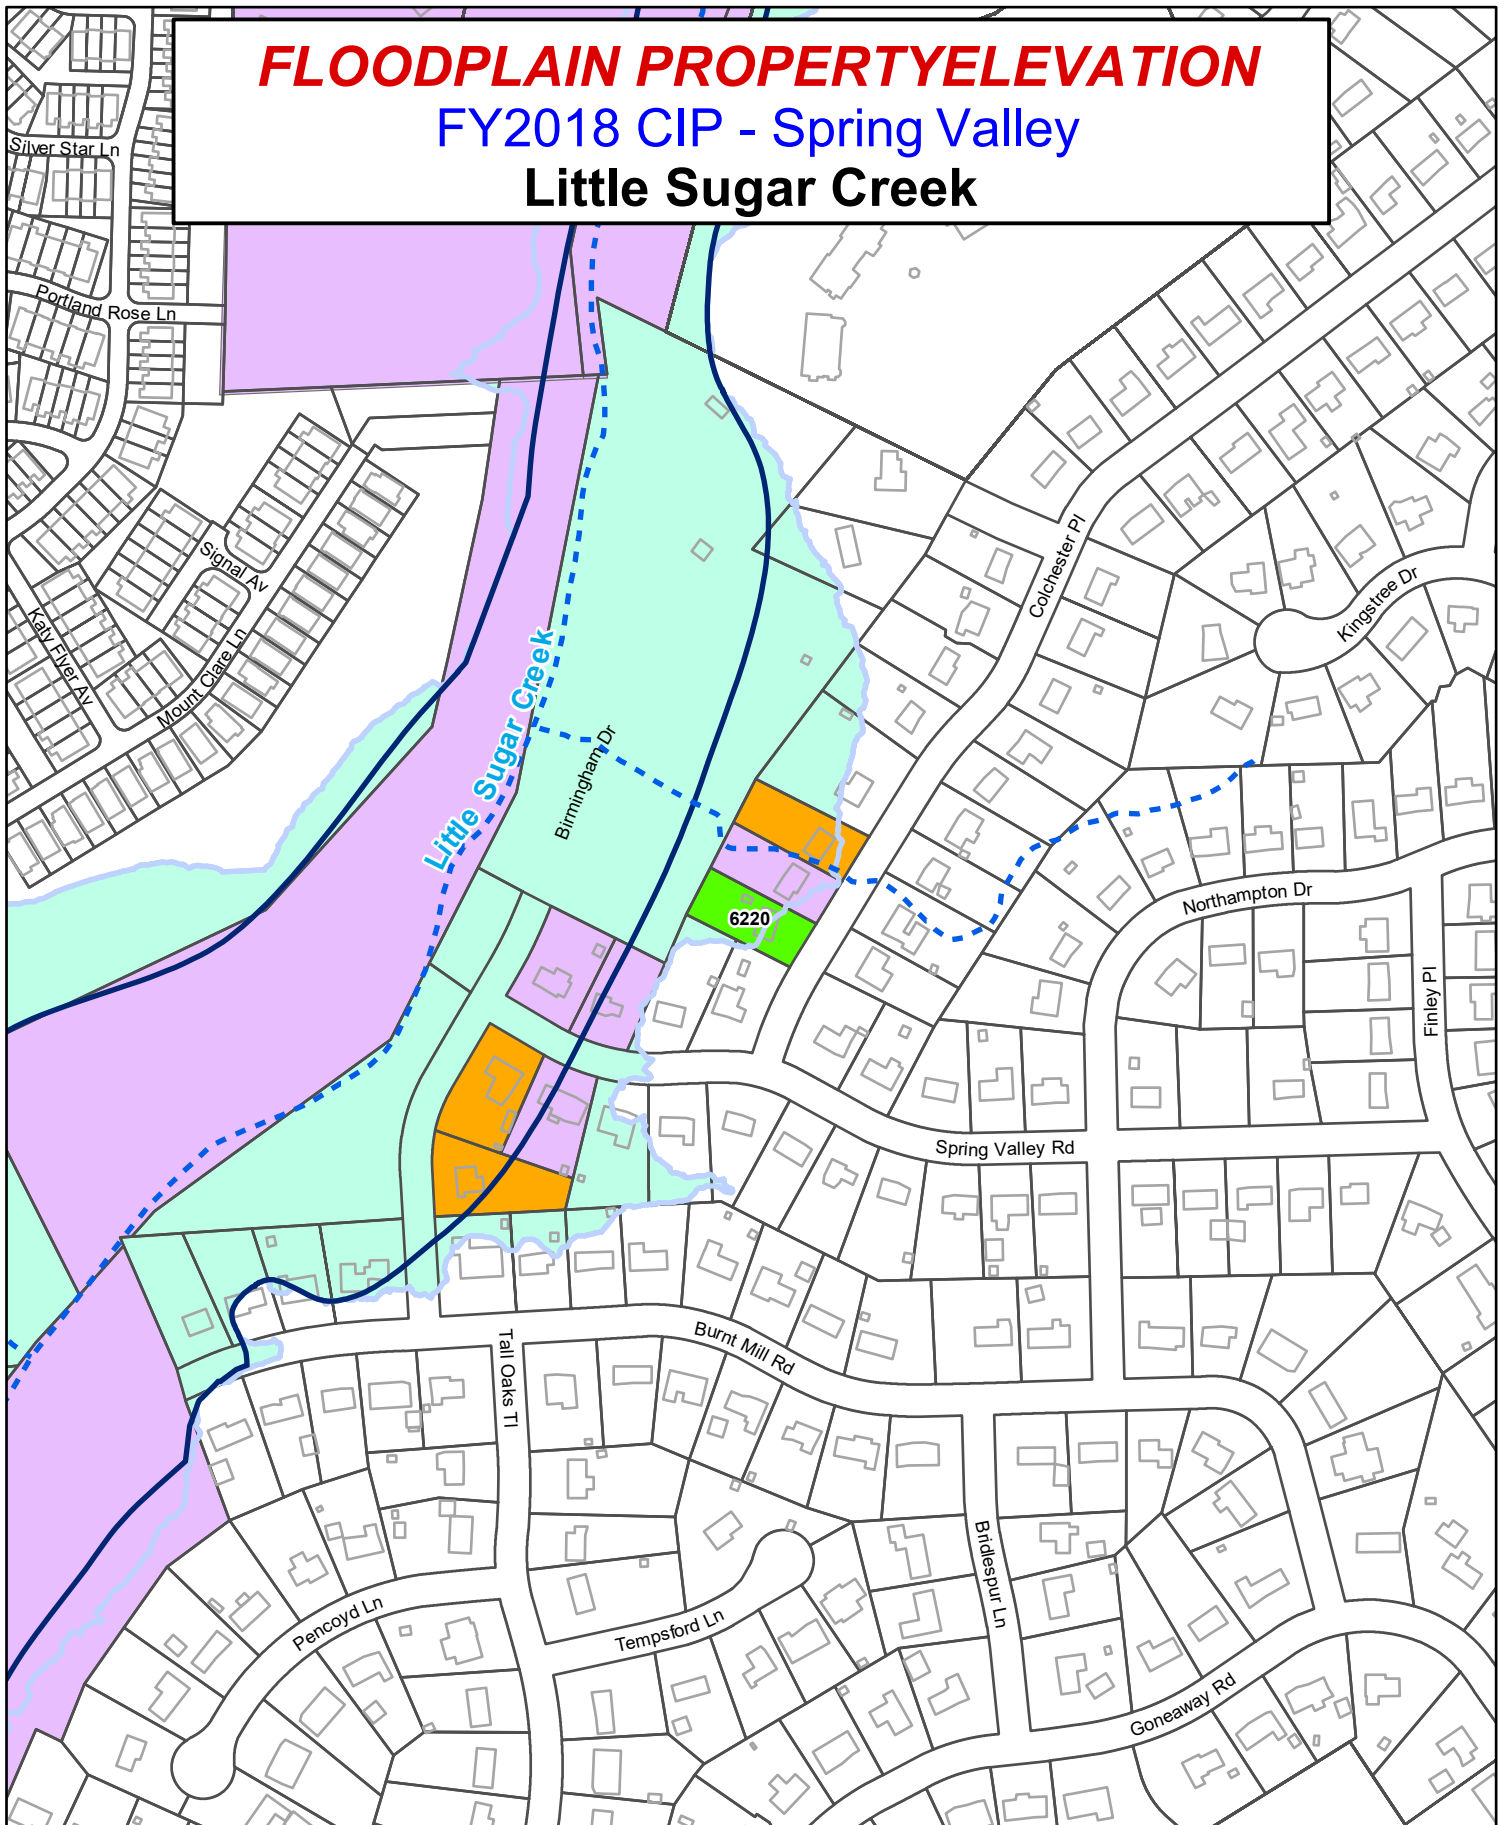 FLOODPLAIN PROPERTYELEVATION
FY2018 CIP - Spring Valley
Little Sugar Creek
Silver Star Ln
Portland Rose Ln
Signal Av
Katy Flyer Av
Mount Clare Ln
Colchester Pl
Kingstree Dr
Little Sugar Creek
Birmingham Dr
Northampton Dr
6220
Finley Pl
Spring Valley Rd
Burnt Mill Rd
Tall Oaks Tl
Bridlespur Ln
Pencoyd Ln
Tempsford Ln
Goneaway Rd